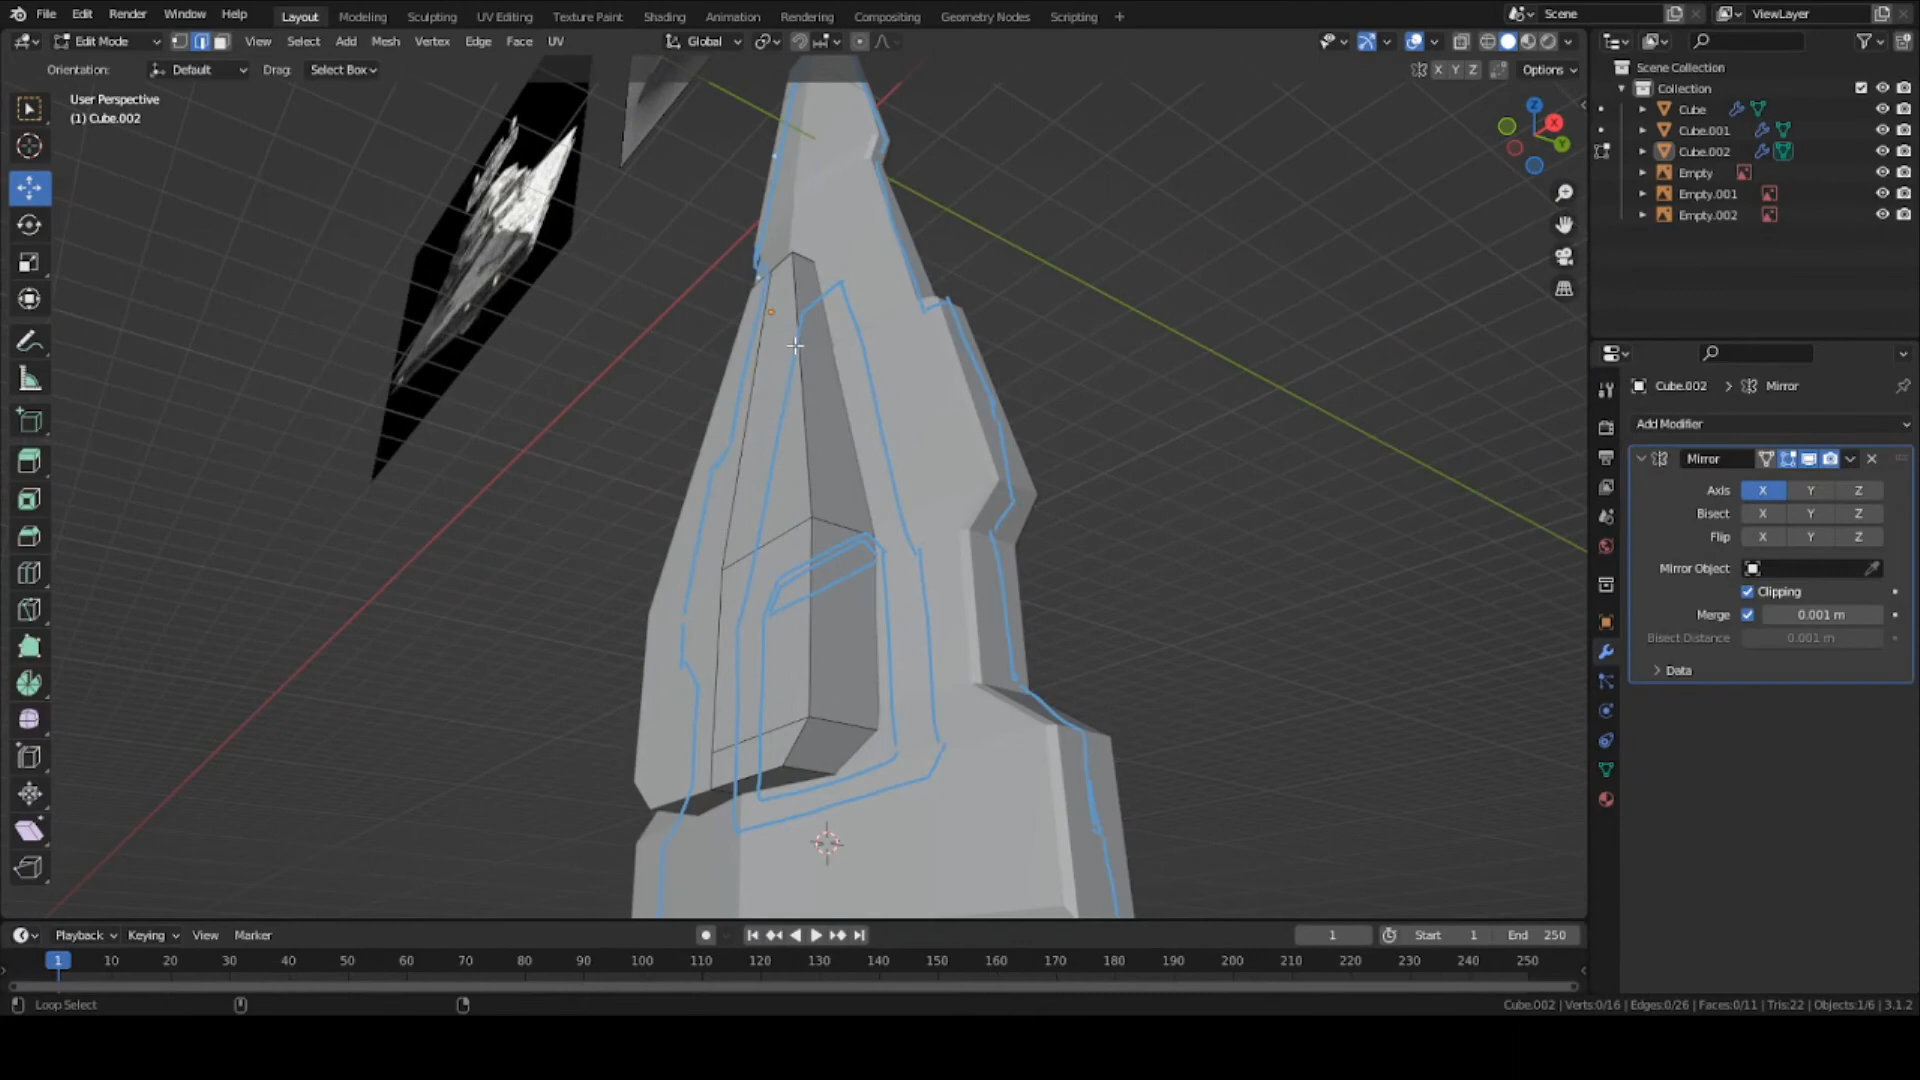 File Edit Render Window Help Layout Modeling Sculpting UV Editing Texture Paint Shading Animation Rendering Compositing Geometry Nodes Scripting + Scene ViewLayer
Edit Mode View Select Add Mesh Vertex Edge Face UV Global
Orientation: Default Drag: Select Box X Y Z Options
Scene Collection
Collection
Cube
Cube.001
Cube.002
Empty
Empty.001
Empty.002
User Perspective
(1) Cube.002
Z
X
Y
Cube.002 > Mirror
Add Modifier
Mirror
Axis X Y Z
Bisect X Y Z
Flip X Y Z
Mirror Object
Clipping
Merge 0.001 m
Bisect Distance 0.001 m
Data
Playback Keying View Marker 1 Start 1 End 250
1 10 20 30 40 50 60 70 80 90 100 110 120 130 140 150 160 170 180 190 200 210 220 230 240 250
Loop Select
Cube.002 | Verts:0/16 | Edges:0/26 | Faces:0/11 | Tris:22 | Objects:1/6 | 3.1.2